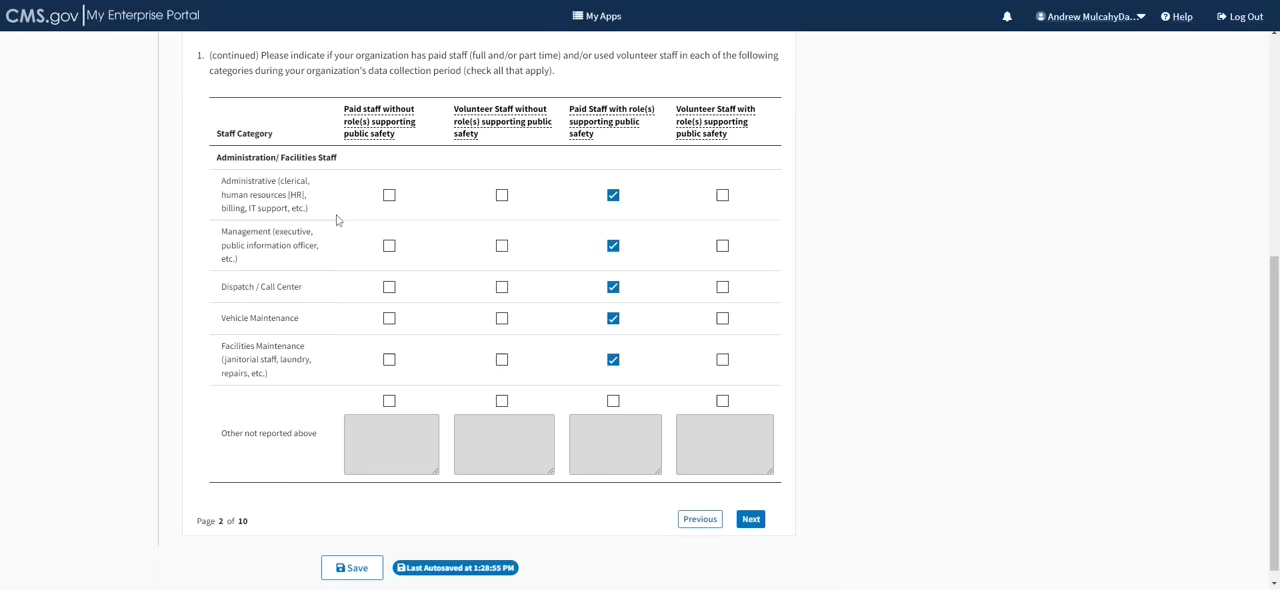 CMS.gov | My Enterprise Portal
My Apps
Andrew MulcahyDa...
Help
Log Out
1. (continued) Please indicate if your organization has paid staff (full and/or part time) and/or used volunteer staff in each of the following
categories during your organization's data collection period (check all that apply).
Staff Category
Paid staff without
role(s) supporting
public safety
Volunteer Staff without
role(s) supporting public
safety
Paid Staff with role(s)
supporting public
safety
Volunteer Staff with
role(s) supporting
public safety
Administration/ Facilities Staff
Administrative (clerical,
human resources [HR],
billing, IT support, etc.)
Management (executive,
public information officer,
etc.)
Dispatch / Call Center
Vehicle Maintenance
Facilities Maintenance
(janitorial staff, laundry,
repairs, etc.)
Other not reported above
Page 2 of 10
Previous
Next
Save
Last Autosaved at 1:28:55 PM